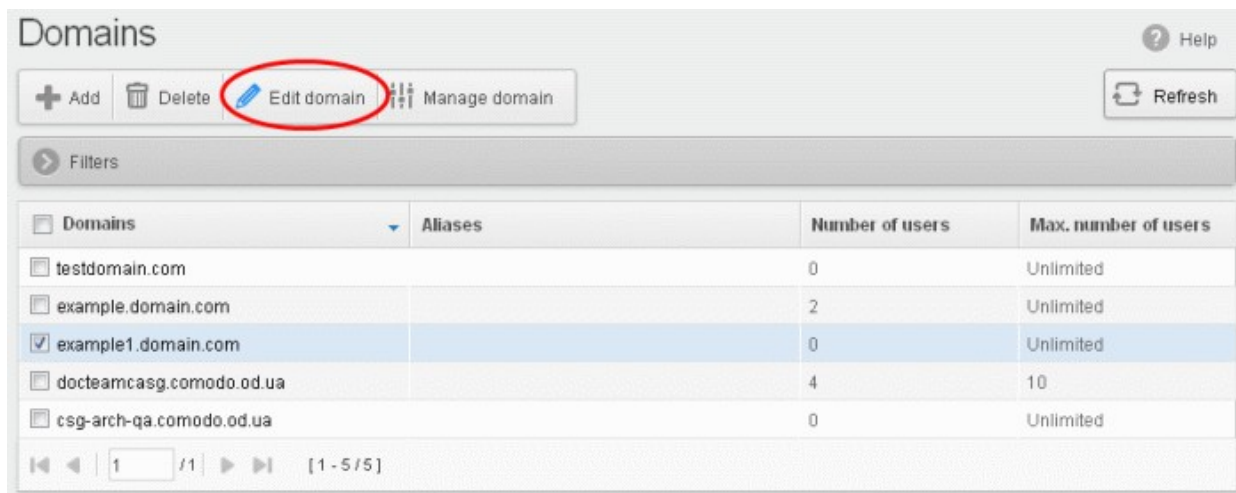 Domains
Help
Add Delete Edit domain Manage domain Refresh
Filters
Domains Aliases Number of users Max. number of users
testdomain.com 0 Unlimited
example.domain.com 2 Unlimited
example1.domain.com 0 Unlimited
docteamcasg.comodo.od.ua 4 10
csg-arch-qa.comodo.od.ua 0 Unlimited
1 /1 [1 - 5 / 5]